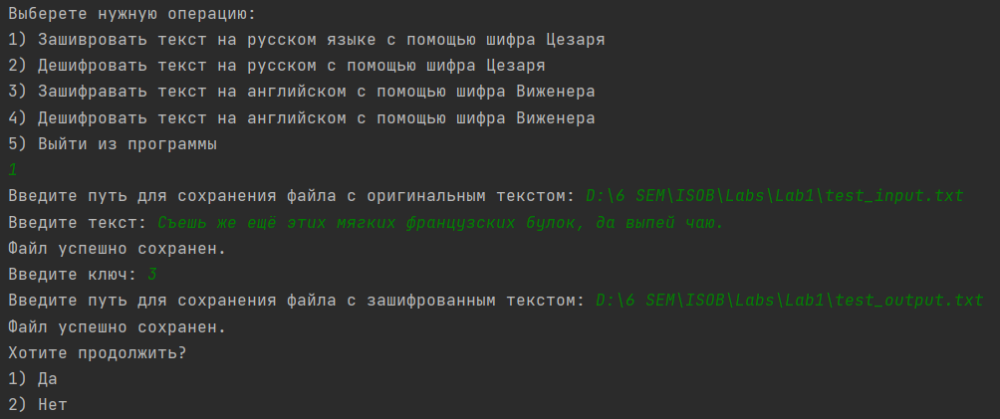 Выберете нужную операцию:
1) Зашивровать текст на русском языке с помощью шифра Цезаря
2) Дешифровать текст на русском с помощью шифра Цезаря
3) Зашифравать текст на английском с помощью шифра Виженера
4) Дешифровать текст на английском с помощью шифра Виженера
5) Выйти из программы
1
Введите путь для сохранения файла с оригинальным текстом: D:\6 SEM\ISOB\Labs\Lab1\test_input.txt
Введите текст: Съешь же ещё этих мягких французских булок, да выпей чаю.
Файл успешно сохранен.
Введите ключ: 3
Введите путь для сохранения файла с зашифрованным текстом: D:\6 SEM\ISOB\Labs\Lab1\test_output.txt
Файл успешно сохранен.
Хотите продолжить?
1) Да
2) Нет